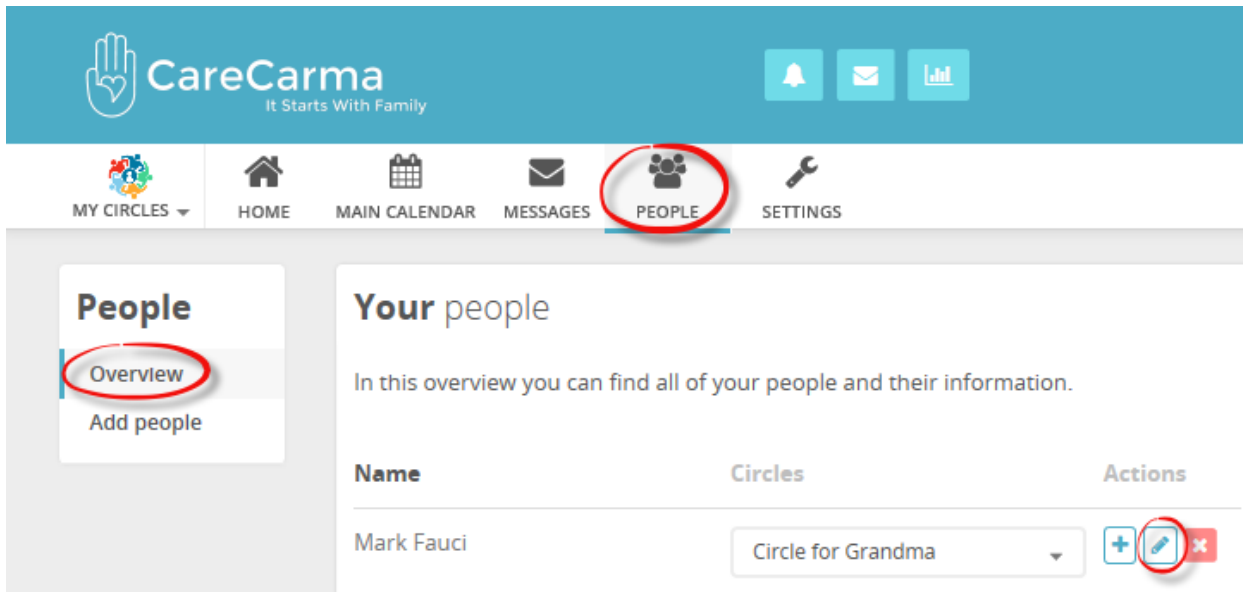 CareCarma
It Starts With Family
MY CIRCLES HOME MAIN CALENDAR MESSAGES PEOPLE SETTINGS
People
Overview
Add people
Your people
In this overview you can find all of your people and their information.
Name Circles Actions
Mark Fauci Circle for Grandma